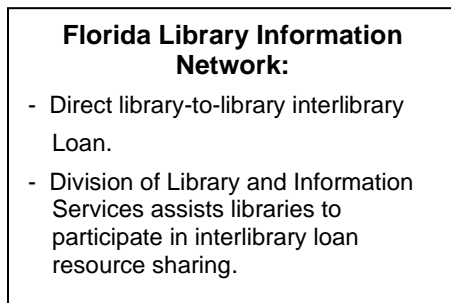 Florida Library Information
Network:
- Direct library-to-library interlibrary
Loan.
- Division of Library and Information
Services assists libraries to
participate in interlibrary loan
resource sharing.